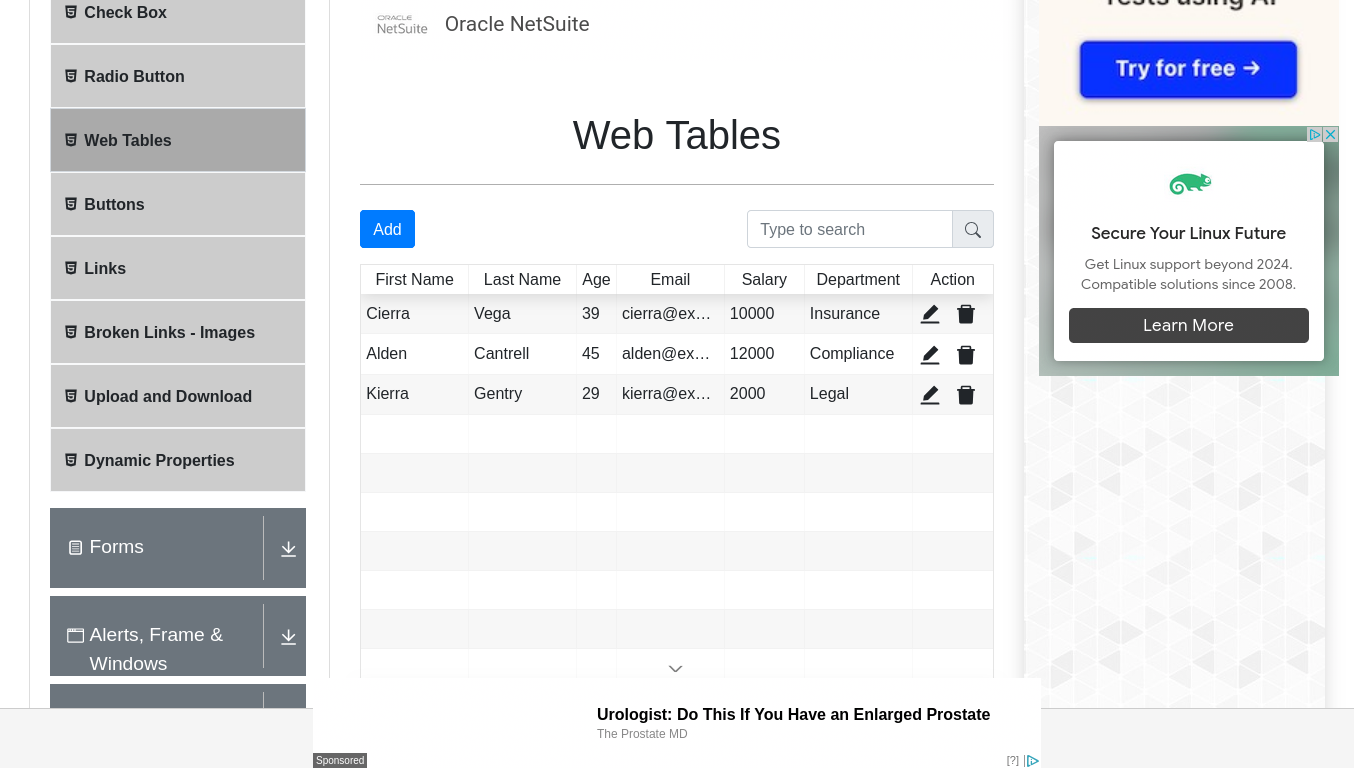 Check Box
Radio Button
Web Tables
Buttons
Links
Broken Links - Images
Upload and Download
Dynamic Properties
Forms
Alerts, Frame &
Windows
ORACLE
NetSuite
Oracle NetSuite
Web Tables
Add
Type to search
First Name Last Name Age Email Salary Department Action
Cierra Vega 39 cierra@ex… 10000 Insurance
Alden Cantrell 45 alden@ex… 12000 Compliance
Kierra Gentry 29 kierra@ex… 2000 Legal
Tests using AI
Try for free →
Secure Your Linux Future
Get Linux support beyond 2024.
Compatible solutions since 2008.
Learn More
Urologist: Do This If You Have an Enlarged Prostate
The Prostate MD
Sponsored
[?]